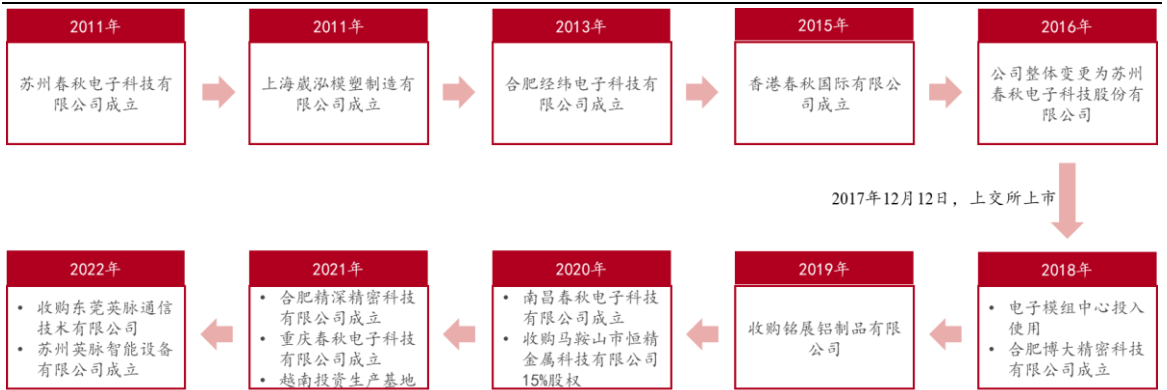 2011年
苏州春秋电子科技有
限公司成立
2011年
上海崴泓模塑制造有
限公司成立
2013年
合肥经纬电子科技有
限公司成立
2015年
香港春秋国际有限公
司成立
2016年
公司整体变更为苏州
春秋电子科技股份有
限公司
2017年12月12日，上交所上市
2018年
• 电子模组中心投入
使用
• 合肥博大精密科技
有限公司成立
2019年
收购铭展铝制品有限
公司
2020年
• 南昌春秋电子科技
有限公司成立
• 收购马鞍山市恒精
金属科技有限公司
15%股权
2021年
• 合肥精深精密科技
有限公司成立
• 重庆春秋电子科技
有限公司成立
• 越南投资生产基地
2022年
• 收购东莞英脉通信
技术有限公司
• 苏州英脉智能设备
有限公司成立